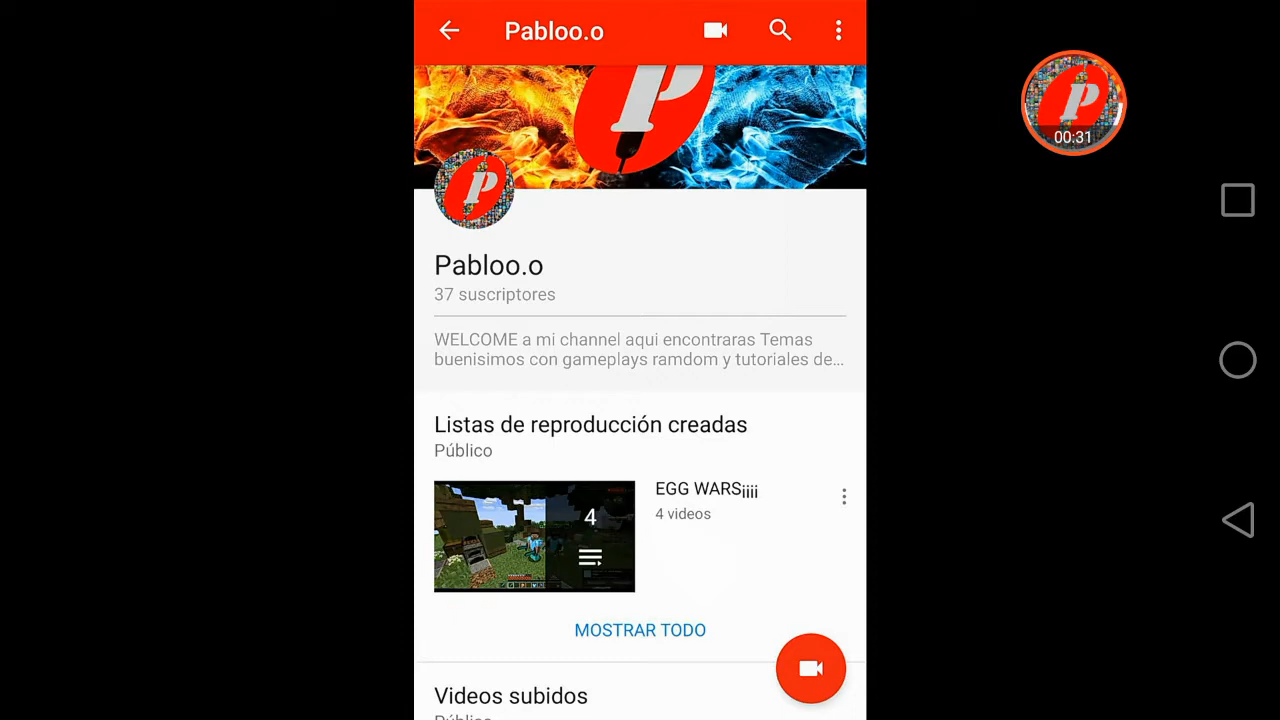 Pabloo.o
P
00:31
P
P
Pabloo.o
37 suscriptores
WELCOME a mi channel aqui encontraras Temas
buenisimos con gameplays ramdom y tutoriales de...
Listas de reproducción creadas
Público
EGG WARS¡¡¡¡
4 videos
4
MOSTRAR TODO
Videos subidos
Público